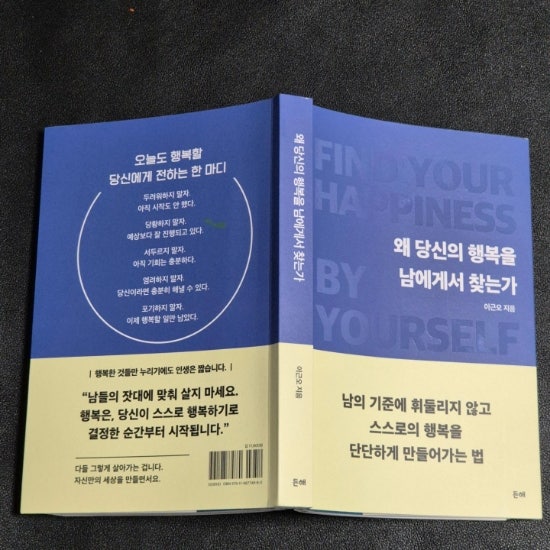 오늘도 행복할
당신에게 전하는 한 마디
두려워하지 말자.
아직 시작도 안 했다.
당황하지 말자.
예상보다 잘 진행되고 있다.
서두르지 말자.
아직 기회는 충분하다.
염려하지 말자.
당신이라면 충분히 해낼 수 있다.
포기하지 말자.
이제 행복할 일만 남았다.
| 행복한 것들만 누리기에도 인생은 짧습니다. |
“남들의 잣대에 맞춰 살지 마세요.
행복은, 당신이 스스로 행복하기로
결정한 순간부터 시작됩니다.”
다들 그렇게 살아가는 겁니다.
자신만의 세상을 만들면서요.
왜 당신의 행복을 남에게서 찾는가
이근오 지음
FIND YOUR
HAPPINESS
BY
YOURSELF
왜 당신의 행복을
남에게서 찾는가
이근오 지음
남의 기준에 휘둘리지 않고
스스로의 행복을
단단하게 만들어가는 법
든해